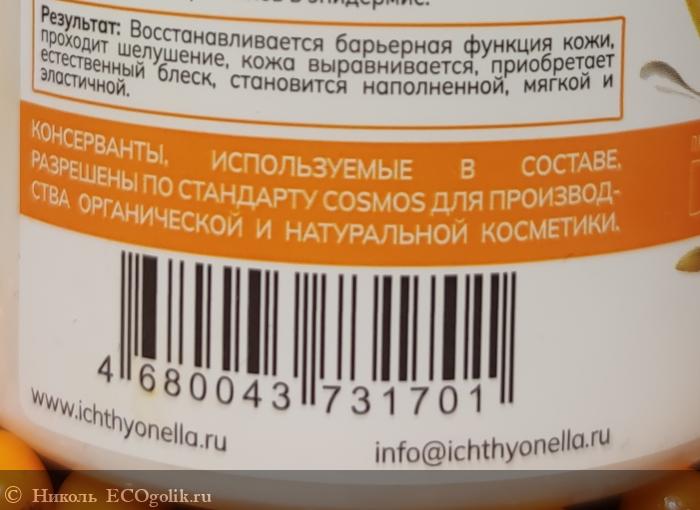 в эпидермис.
Результат: Восстанавливается барьерная функция кожи,
проходит шелушение, кожа выравнивается, приобретает
естественный блеск, становится наполненной, мягкой и
эластичной.
КОНСЕРВАНТЫ, ИСПОЛЬЗУЕМЫЕ В СОСТАВЕ,
РАЗРЕШЕНЫ ПО СТАНДАРТУ COSMOS ДЛЯ ПРОИЗВОД-
СТВА ОРГАНИЧЕСКОЙ И НАТУРАЛЬНОЙ КОСМЕТИКИ.
4 680043 731701
www.ichthyonella.ru
info@ichthyonella.ru
© Николь ECOgolik.ru